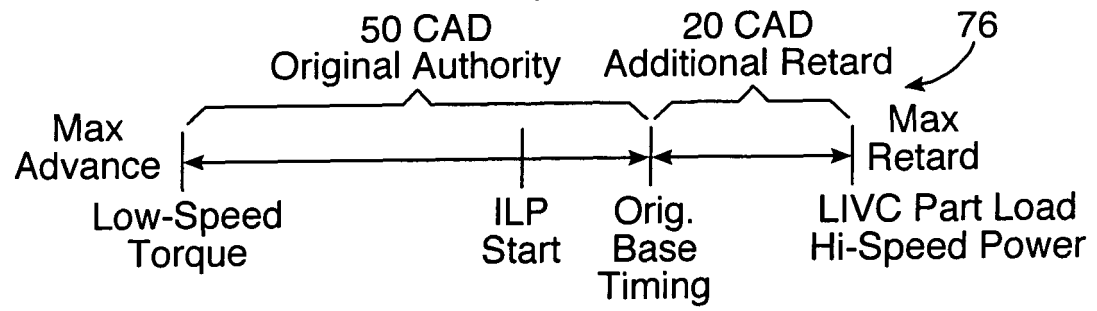 50 CAD
Original Authority
20 CAD
Additional Retard
76
Max
Advance
Max
Retard
Low-Speed
Torque
ILP
Start
Orig.
Base
Timing
LIVC Part Load
Hi-Speed Power